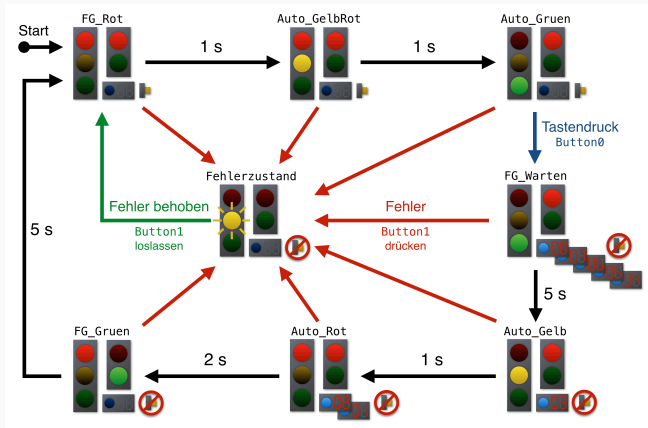 FG_Rot
Auto_GelbRot
Auto_Gruen
Start
1 s
1 s
Tastendruck
Button0
Fehlerzustand
FG_Warten
Fehler behoben
Button1
loslassen
Fehler
Button1
drücken
5 s
5 s
FG_Gruen
Auto_Rot
Auto_Gelb
2 s
1 s